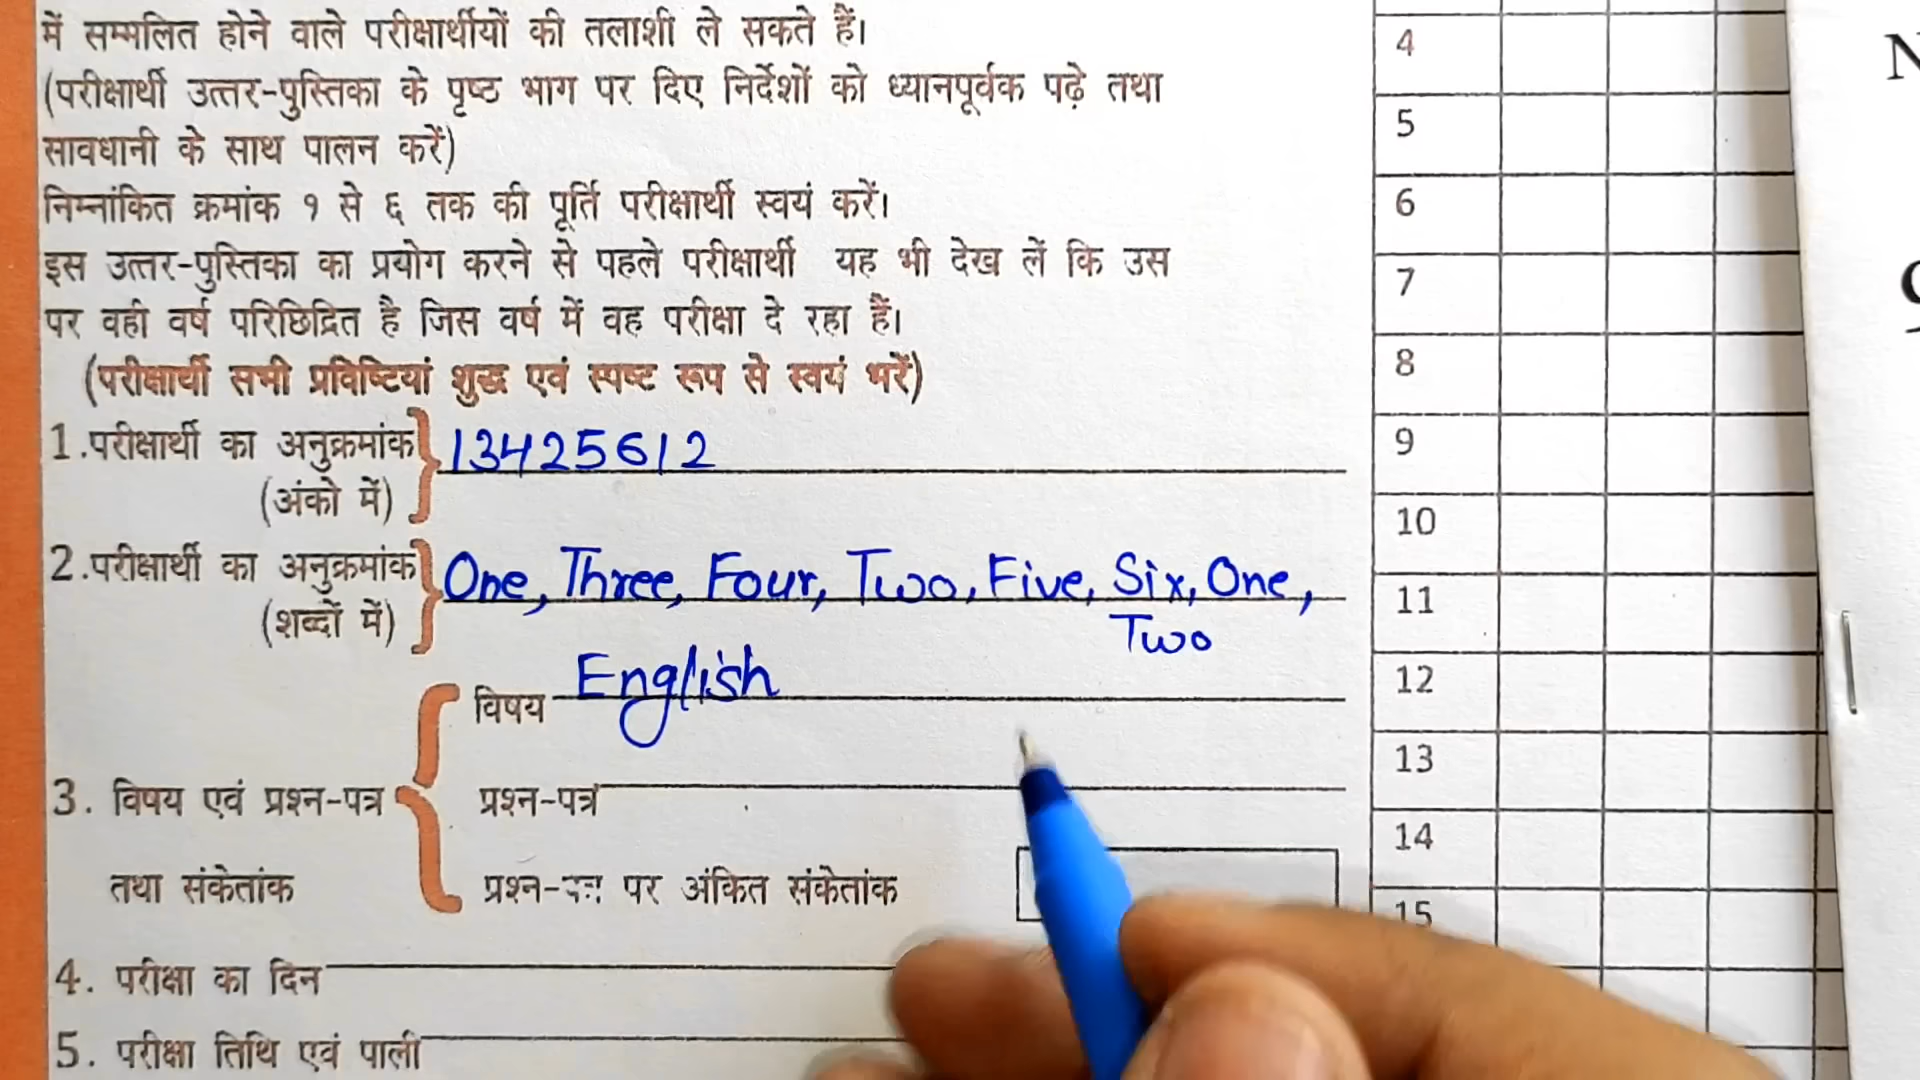 में सम्मलित होने वाले परीक्षार्थीयों की तलाशी ले सकते हैं।
(परीक्षार्थी उत्तर-पुस्तिका के पृष्ठ भाग पर दिए निर्देशों को ध्यानपूर्वक पढ़े तथा
सावधानी के साथ पालन करें)
निम्नांकित क्रमांक १ से ६ तक की पूर्ति परीक्षार्थी स्वयं करें।
इस उत्तर-पुस्तिका का प्रयोग करने से पहले परीक्षार्थी यह भी देख लें कि उस
पर वही वर्ष परिछिद्रित है जिस वर्ष में वह परीक्षा दे रहा हैं।
(परीक्षार्थी सभी प्रविष्टियां शुद्ध एवं स्पष्ट रूप से स्वयं भरें)
1.परीक्षार्थी का अनुक्रमांक 13425612
(अंको में)
2.परीक्षार्थी का अनुक्रमांक One, Three, Four, Two, Five, Six, One,
(शब्दों में) Two
विषय English
3. विषय एवं प्रश्न-पत्र प्रश्न-पत्र
तथा संकेतांक प्रश्न-पत्र पर अंकित संकेतांक
4. परीक्षा का दिन
5. परीक्षा तिथि एवं पाली
4
5
6
7
8
9
10
11
12
13
14
15
N